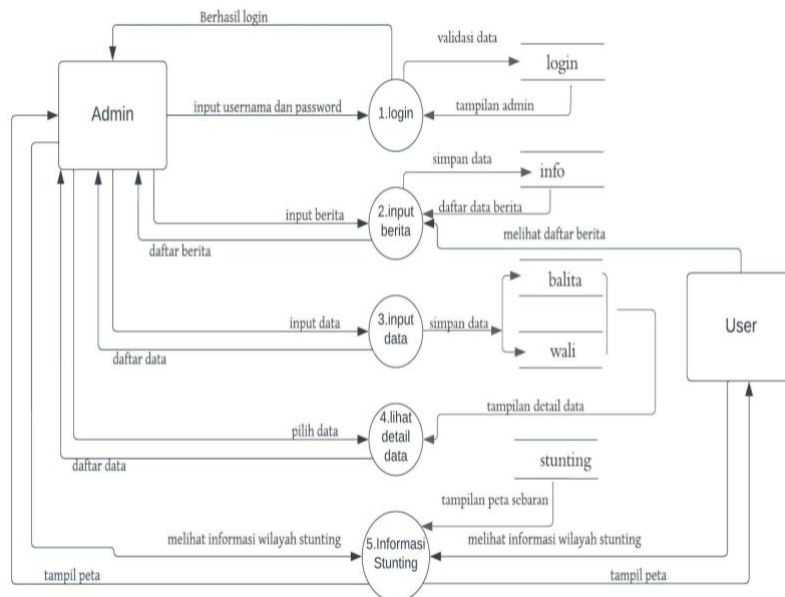 Berhasil login
validasi data
login
Admin
input usernama dan password
1.login
tampilan admin
simpan data
info
input berita
2.input
berita
daftar data berita
daftar berita
melihat daftar berita
balita
User
input data
3.input
data
simpan data
daftar data
wali
tampilan detail data
pilih data
4.lihat
detail
data
daftar data
stunting
tampilan peta sebaran
melihat informasi wilayah stunting
5.Informasi
Stunting
melihat informasi wilayah stunting
tampil peta
tampil peta